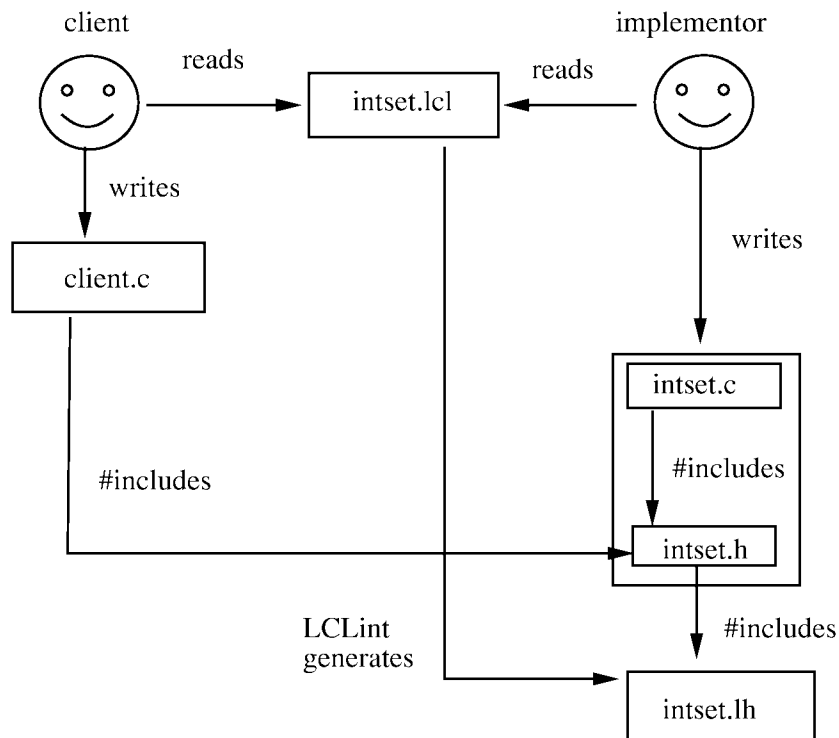 client
implementor
reads
reads
intset.lcl
writes
writes
client.c
intset.c
#includes
#includes
intset.h
LCLint
generates
#includes
intset.lh